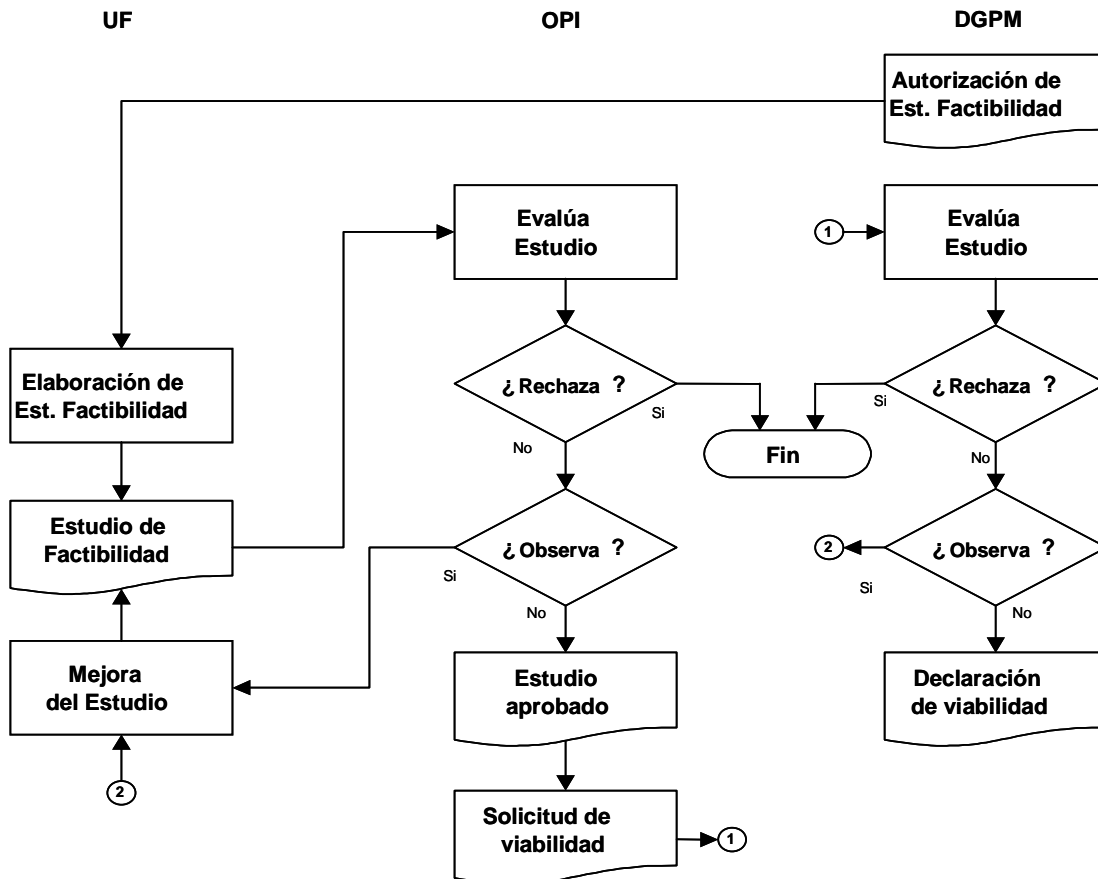 UF
OPI
DGPM
Autorización de
Est. Factibilidad
Evalúa
Estudio
1
Evalúa
Estudio
Elaboración de
Est. Factibilidad
¿ Rechaza ?
Si
No
Fin
¿ Rechaza ?
Si
No
Estudio de
Factibilidad
¿ Observa ?
Si
No
2
¿ Observa ?
Si
No
Mejora
del Estudio
2
Estudio
aprobado
Declaración
de viabilidad
Solicitud de
viabilidad
1